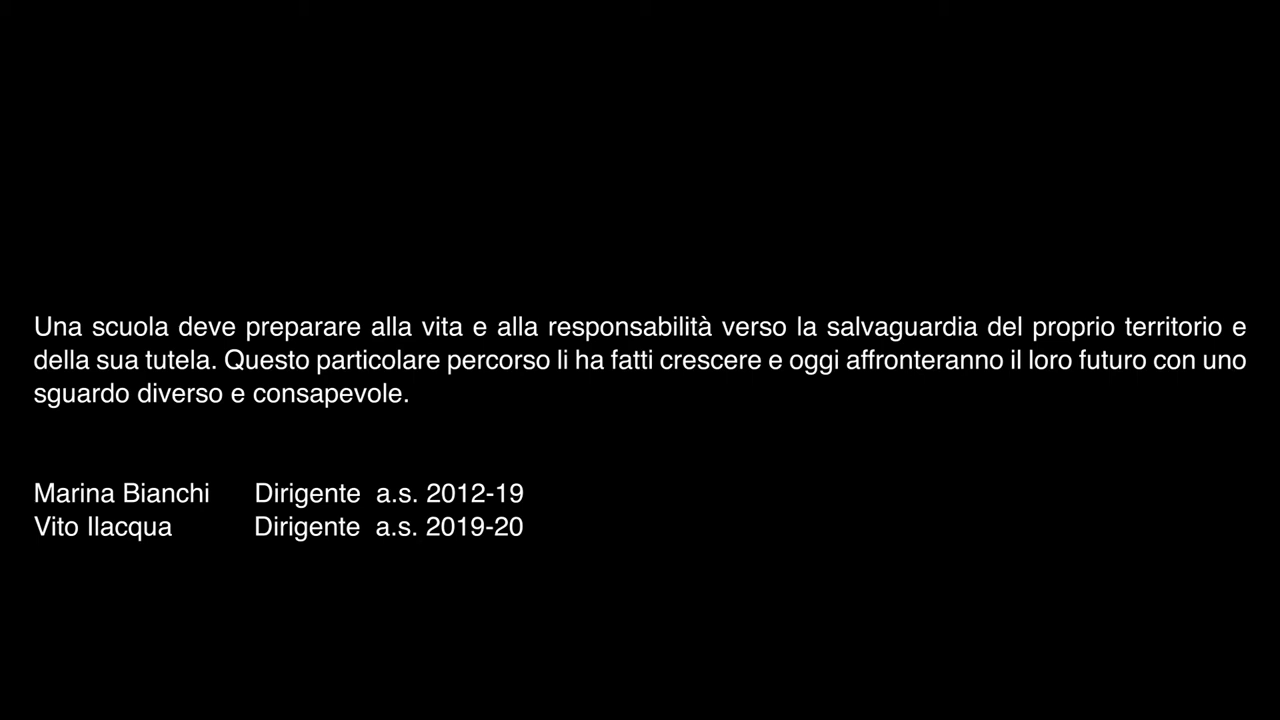 Una scuola deve preparare alla vita e alla responsabilità verso la salvaguardia del proprio territorio e
della sua tutela. Questo particolare percorso li ha fatti crescere e oggi affronteranno il loro futuro con uno
sguardo diverso e consapevole.
Marina Bianchi Dirigente a.s. 2012-19
Vito Ilacqua Dirigente a.s. 2019-20